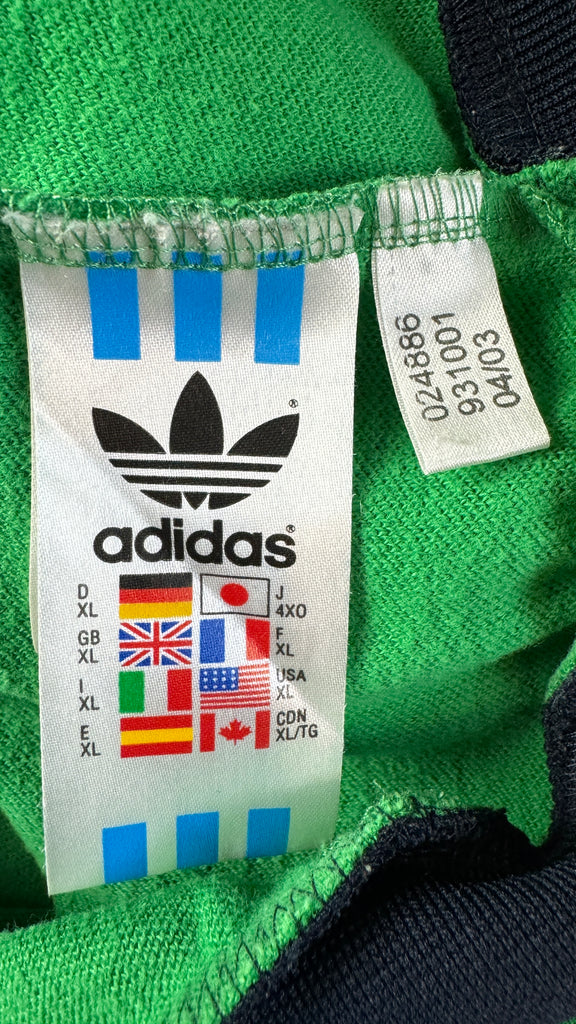 ®
adidas®
D
XL
J
4XO
GB
XL
F
XL
I
XL
USA
XL
E
XL
CDN
XL/TG
024886
931001
04/03